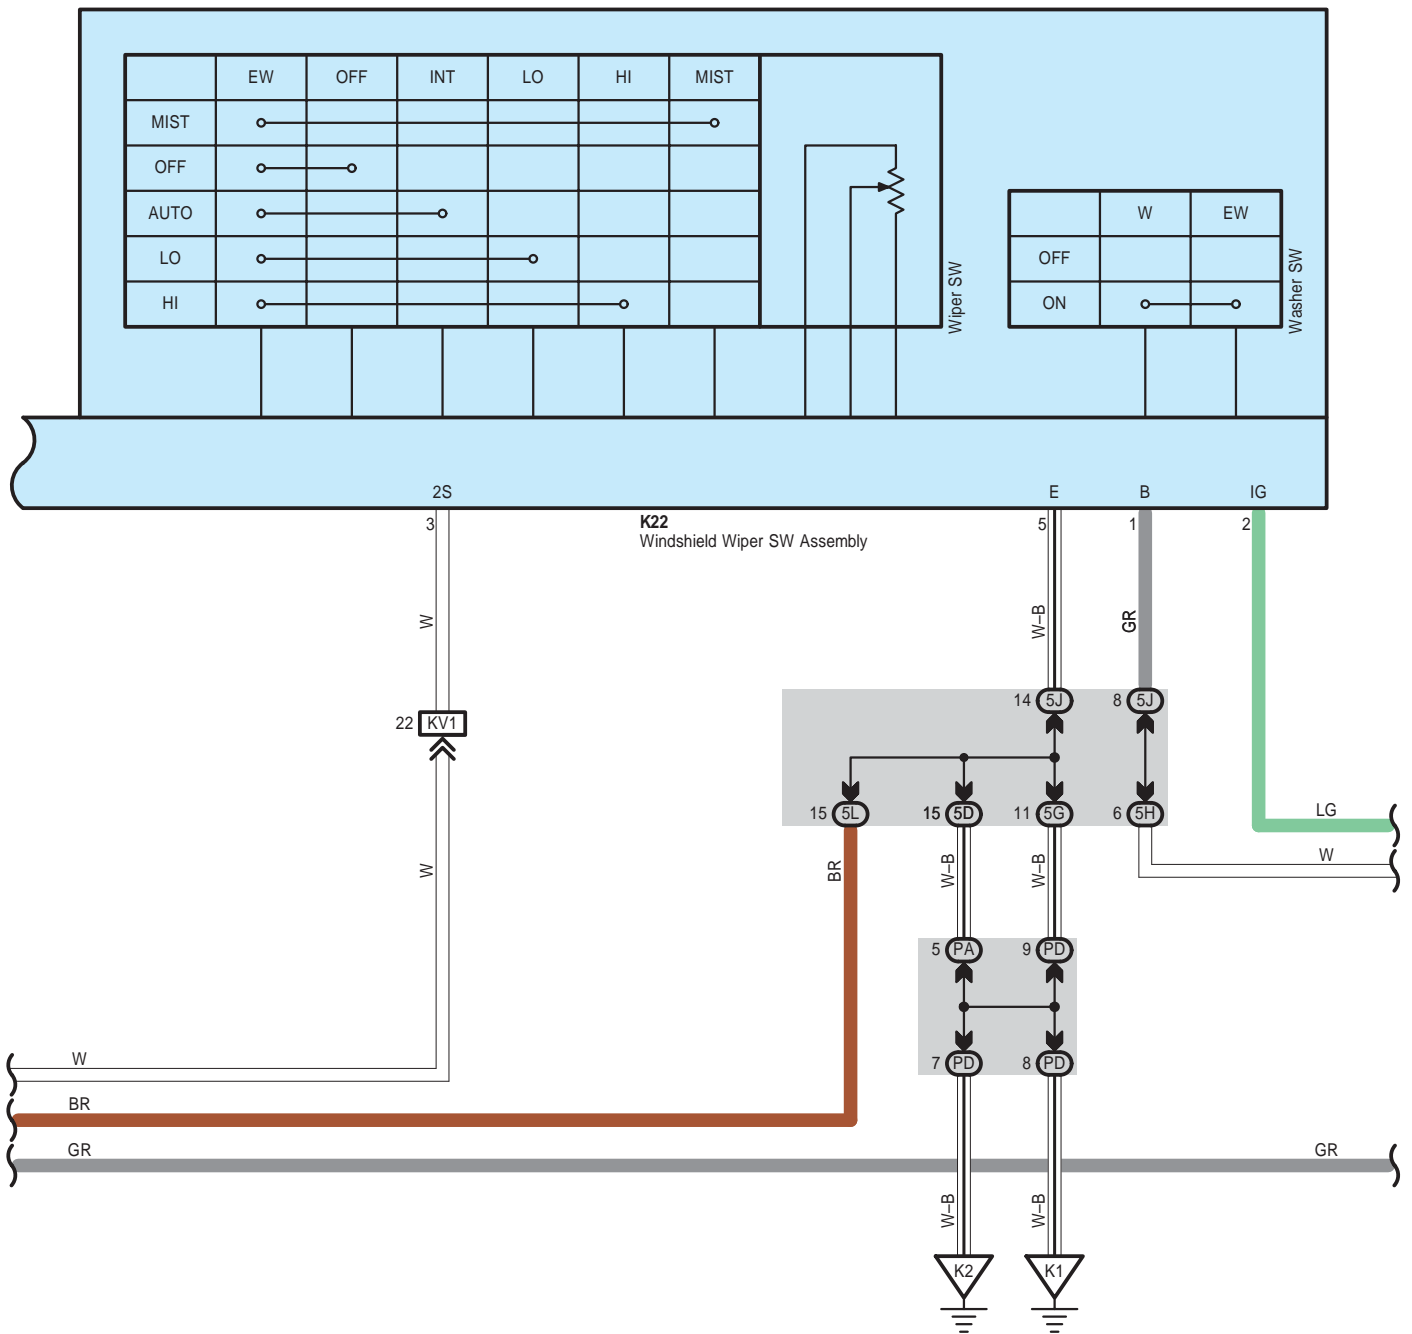 EW OFF INT LO HI MIST
MIST
OFF
AUTO
LO
HI
Wiper SW
W EW
OFF
ON
Washer SW
2S E B IG
3 5 1 2
K22
Windshield Wiper SW Assembly
W W–B GR
14 5J 8 5J
22 KV1
15 5L 15 5D 11 5G 6 5H
LG
W
W BR W–B W–B
5 PA 9 PD
7 PD 8 PD
W
BR
GR GR
W–B W–B
K2 K1